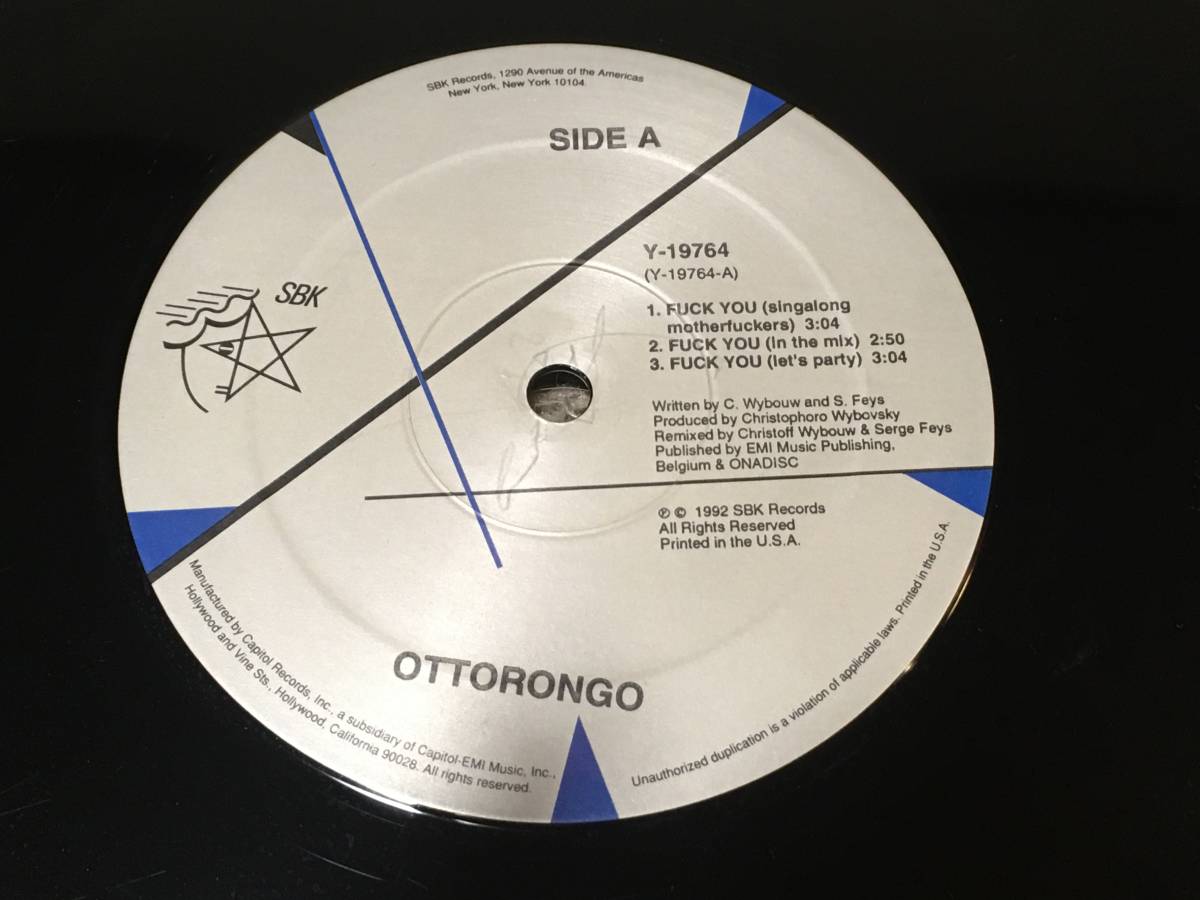 SBK Records, 1290 Avenue of the Americas
New York, New York 10104
SIDE A
SBK
Y-19764
(Y-19764-A)
1. FUCK YOU (singalong
motherfuckers) 3:04
2. FUCK YOU (In the mix) 2:50
3. FUCK YOU (let's party) 3:04
Written by C. Wybouw and S. Feys
Produced by Christophoro Wybovsky
Remixed by Christoff Wybouw & Serge Feys
Published by EMI Music Publishing,
Belgium & ONADISC
℗ © 1992 SBK Records
All Rights Reserved
Printed in the U.S.A.
OTTORONGO
Manufactured by Capitol Records, Inc., a subsidiary of Capitol-EMI Music, Inc.,
Hollywood and Vine Sts., Hollywood, California 90028. All rights reserved.
Unauthorized duplication is a violation of applicable laws. Printed in the U.S.A.